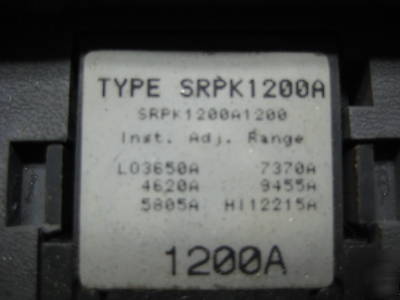 TYPE SRPK1200A
SRPK1200A1200
Inst. Adj. Range
LO3650A 7370A
4620A 9455A
5805A HI12215A
1200A